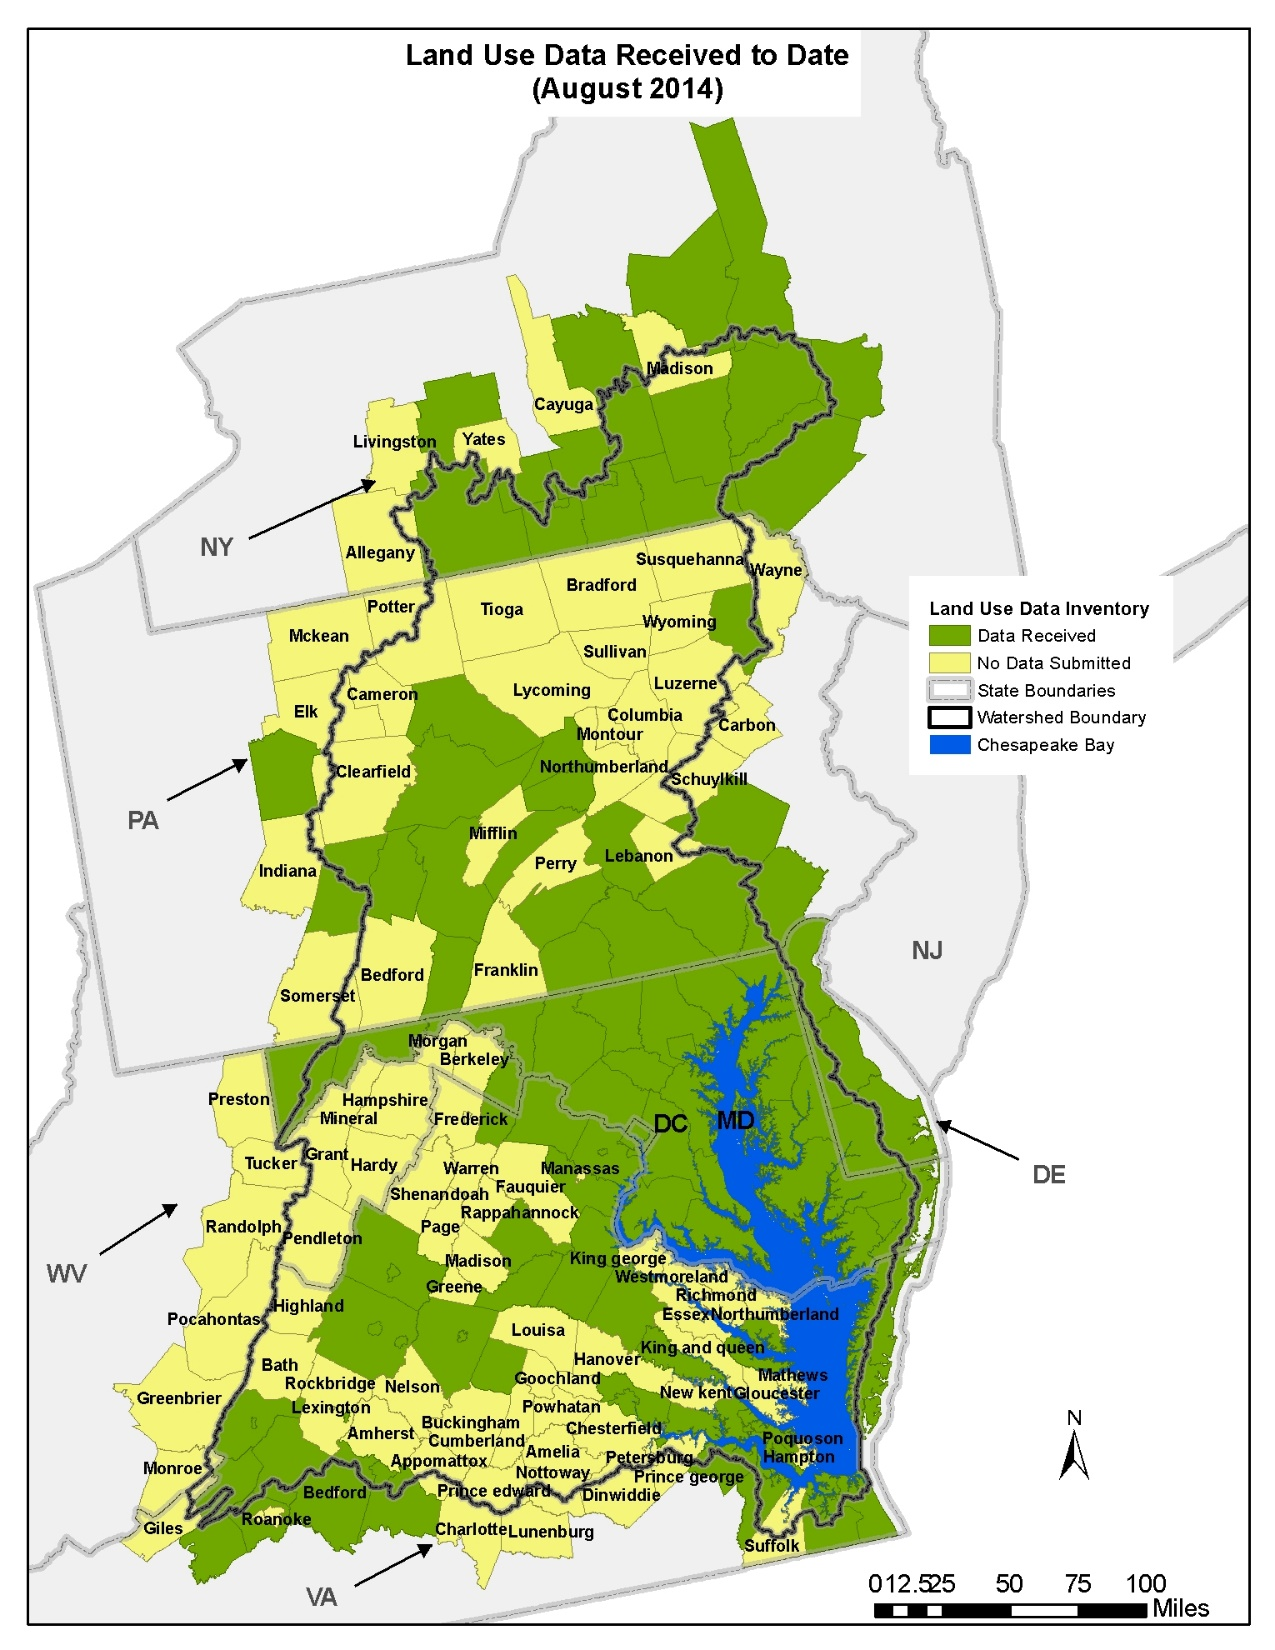 Land Use Data Received to Date
(August 2014)
Madison
Cayuga
Livingston
Yates
NY
Allegany
Susquehanna
Wayne
Bradford
Potter
Tioga
Wyoming
Mckean
Sullivan
Luzerne
Lycoming
Cameron
Elk
Columbia
Carbon
Montour
Northumberland
Clearfield
Schuylkill
PA
Mifflin
Lebanon
Perry
Indiana
Land Use Data Inventory
Data Received
No Data Submitted
State Boundaries
Watershed Boundary
Chesapeake Bay
NJ
Franklin
Bedford
Somerset
Morgan
Berkeley
Preston
Hampshire
Mineral
Frederick
DC
MD
DE
Grant
Tucker
Hardy
Warren
Manassas
Fauquier
Shenandoah
Rappahannock
Randolph
Page
Pendleton
WV
Madison
King george
Westmoreland
Greene
Richmond
Highland
Essex
Northumberland
Pocahontas
Louisa
King and queen
Hanover
Bath
Mathews
Goochland
Rockbridge
Nelson
New kent
Gloucester
Greenbrier
Lexington
Powhatan
Buckingham
Chesterfield
Amherst
Cumberland
Poquoson
Amelia
Hampton
Petersburg
Appomattox
Monroe
Nottoway
Prince george
Bedford
Prince edward
Dinwiddie
Roanoke
Giles
Charlotte
Lunenburg
Suffolk
VA
N
0 12.5 25 50 75 100
Miles